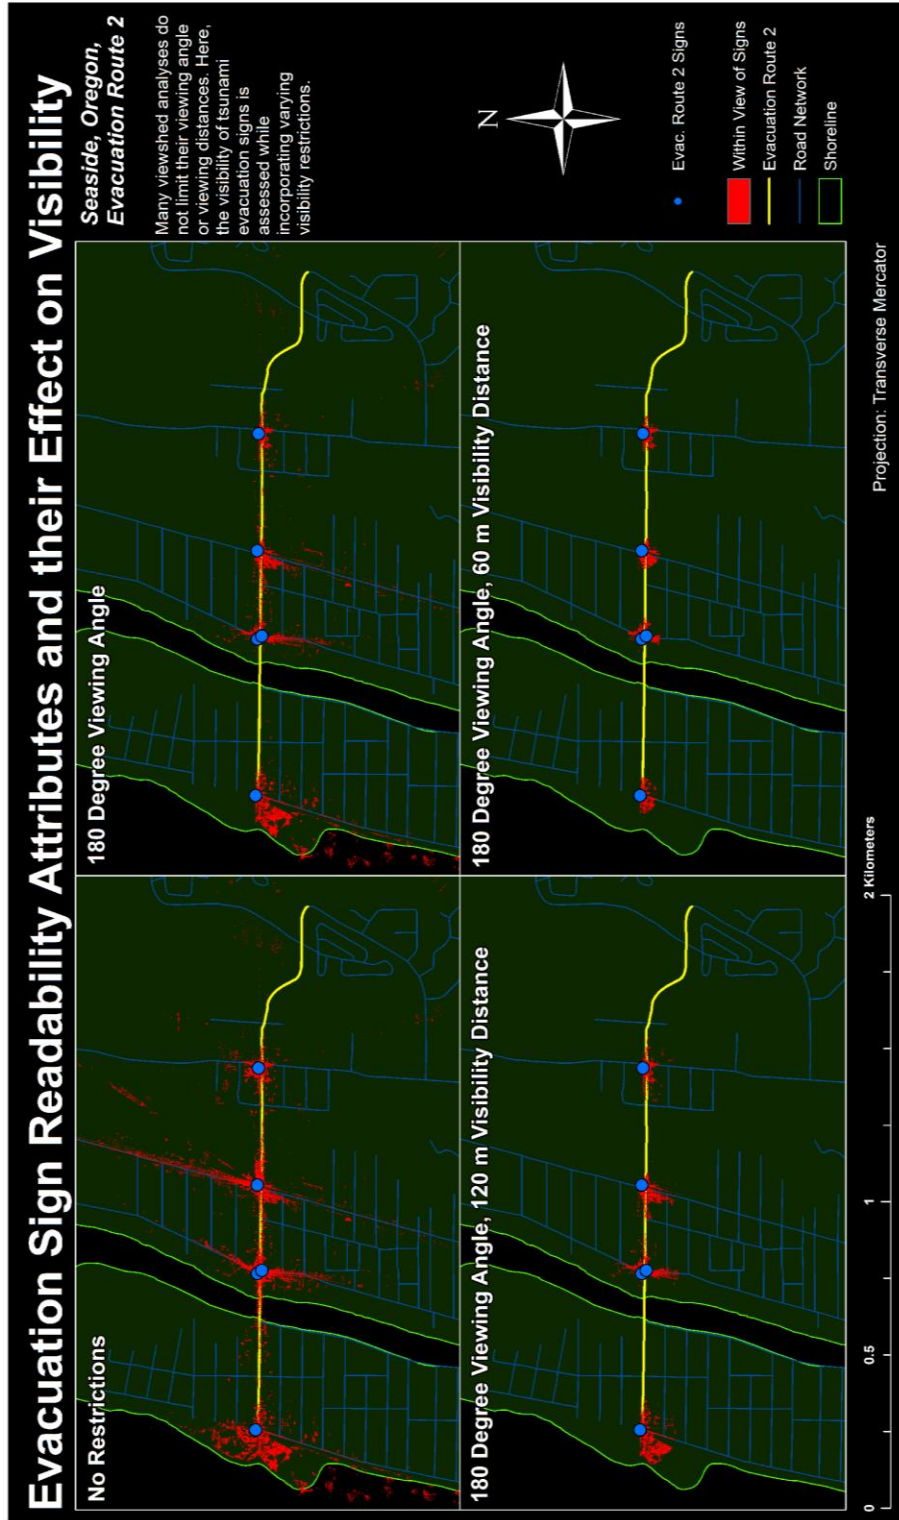 Evacuation Sign Readability Attributes and their Effect on Visibility
No Restrictions
180 Degree Viewing Angle
180 Degree Viewing Angle, 120 m Visibility Distance
180 Degree Viewing Angle, 60 m Visibility Distance
Seaside, Oregon,
Evacuation Route 2
Many viewshed analyses do
not limit their viewing angle
or viewing distances. Here,
the visibility of tsunami
evacuation signs is
assessed while
incorporating varying
visibility restrictions.
N
Evac. Route 2 Signs
Within View of Signs
Evacuation Route 2
Road Network
Shoreline
0 0.5 1 2 Kilometers
Projection: Transverse Mercator